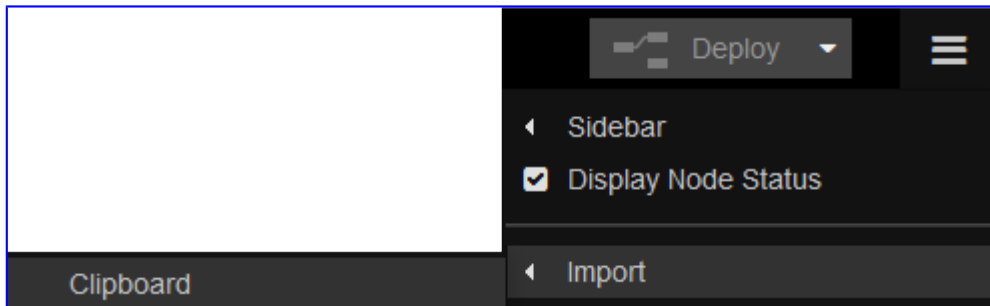 Deploy
Sidebar
Display Node Status
Clipboard
Import